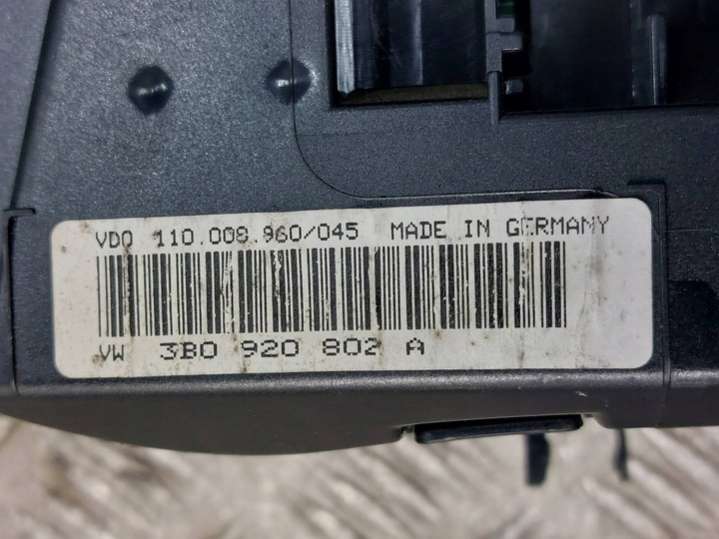 VDO 110.008.960/045 MADE IN GERMANY
VW 3B0 920 802 A